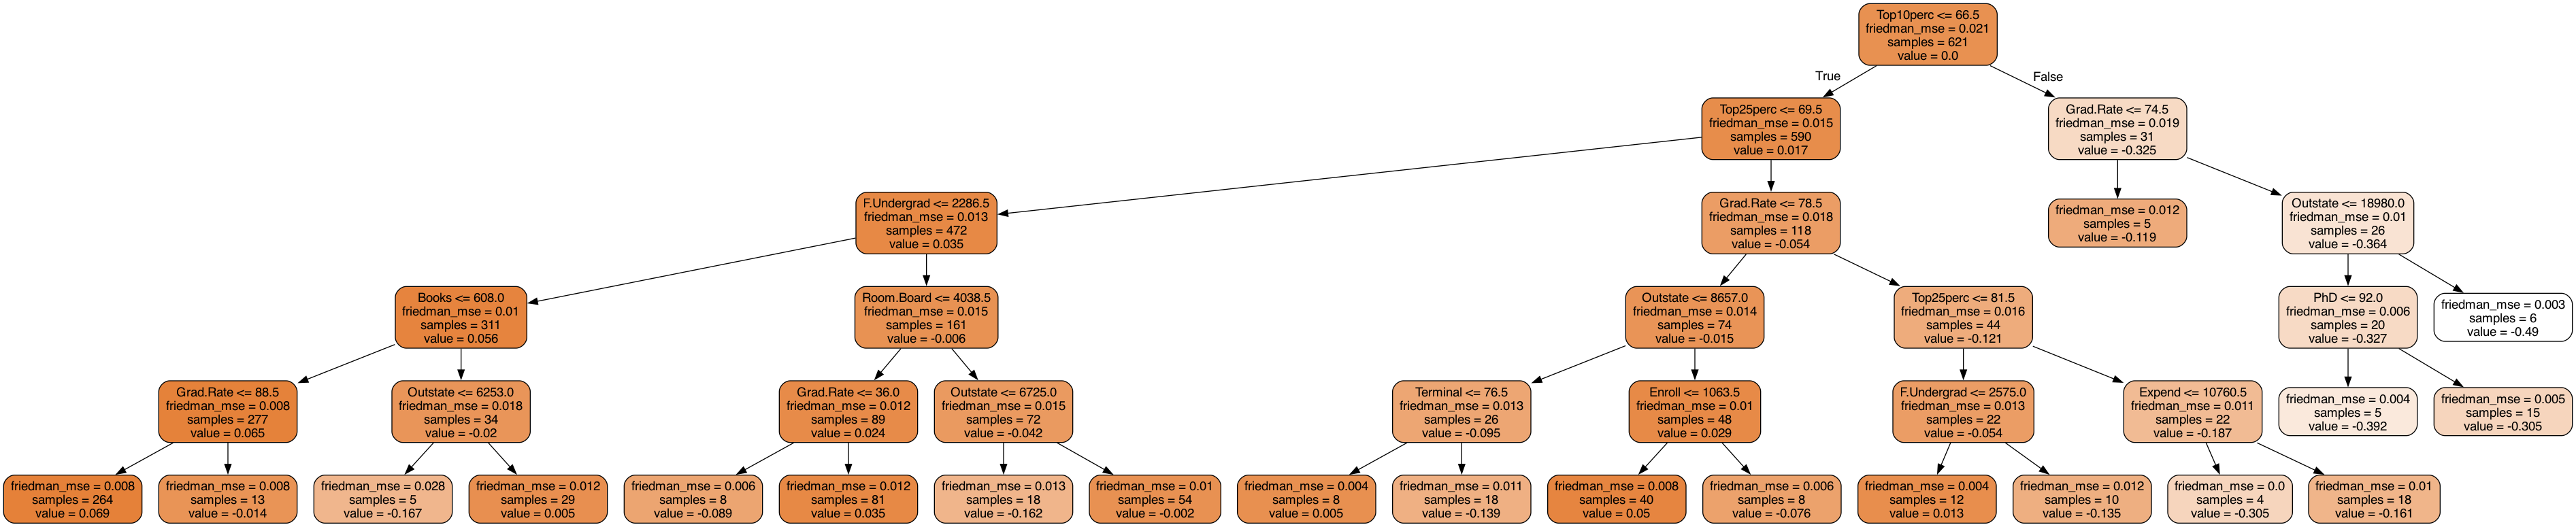 Top10perc <= 66.5
friedman_mse = 0.021
samples = 621
value = 0.0
True
False
Top25perc <= 69.5
friedman_mse = 0.015
samples = 590
value = 0.017
Grad.Rate <= 74.5
friedman_mse = 0.019
samples = 31
value = -0.325
F.Undergrad <= 2286.5
friedman_mse = 0.013
samples = 472
value = 0.035
Grad.Rate <= 78.5
friedman_mse = 0.018
samples = 118
value = -0.054
friedman_mse = 0.012
samples = 5
value = -0.119
Outstate <= 18980.0
friedman_mse = 0.01
samples = 26
value = -0.364
Books <= 608.0
friedman_mse = 0.01
samples = 311
value = 0.056
Room.Board <= 4038.5
friedman_mse = 0.015
samples = 161
value = -0.006
Outstate <= 8657.0
friedman_mse = 0.014
samples = 74
value = -0.015
Top25perc <= 81.5
friedman_mse = 0.016
samples = 44
value = -0.121
PhD <= 92.0
friedman_mse = 0.006
samples = 20
value = -0.327
friedman_mse = 0.003
samples = 6
value = -0.49
Grad.Rate <= 88.5
friedman_mse = 0.008
samples = 277
value = 0.065
Outstate <= 6253.0
friedman_mse = 0.018
samples = 34
value = -0.02
Grad.Rate <= 36.0
friedman_mse = 0.012
samples = 89
value = 0.024
Outstate <= 6725.0
friedman_mse = 0.015
samples = 72
value = -0.042
Terminal <= 76.5
friedman_mse = 0.013
samples = 26
value = -0.095
Enroll <= 1063.5
friedman_mse = 0.01
samples = 48
value = 0.029
F.Undergrad <= 2575.0
friedman_mse = 0.013
samples = 22
value = -0.054
Expend <= 10760.5
friedman_mse = 0.011
samples = 22
value = -0.187
friedman_mse = 0.004
samples = 5
value = -0.392
friedman_mse = 0.005
samples = 15
value = -0.305
friedman_mse = 0.008
samples = 264
value = 0.069
friedman_mse = 0.008
samples = 13
value = -0.014
friedman_mse = 0.028
samples = 5
value = -0.167
friedman_mse = 0.012
samples = 29
value = 0.005
friedman_mse = 0.006
samples = 8
value = -0.089
friedman_mse = 0.012
samples = 81
value = 0.035
friedman_mse = 0.013
samples = 18
value = -0.162
friedman_mse = 0.01
samples = 54
value = -0.002
friedman_mse = 0.004
samples = 8
value = 0.005
friedman_mse = 0.011
samples = 18
value = -0.139
friedman_mse = 0.008
samples = 40
value = 0.05
friedman_mse = 0.006
samples = 8
value = -0.076
friedman_mse = 0.004
samples = 12
value = 0.013
friedman_mse = 0.012
samples = 10
value = -0.135
friedman_mse = 0.0
samples = 4
value = -0.305
friedman_mse = 0.01
samples = 18
value = -0.161